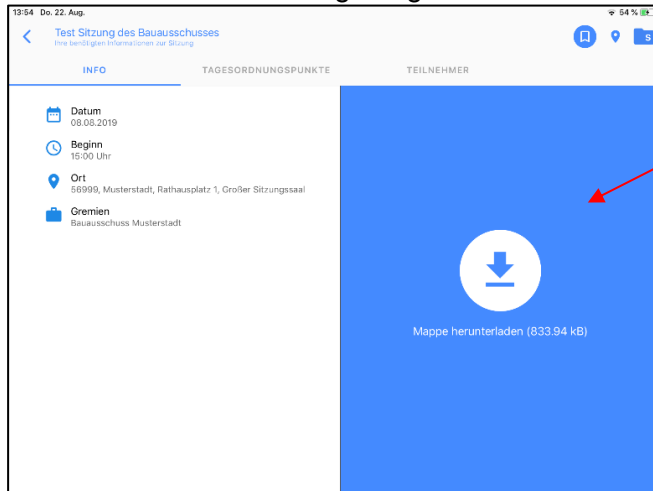 13:54 Do. 22. Aug.
54 %
Test Sitzung des Bauausschusses
Ihre benötigten Informationen zur Sitzung
S
INFO
TAGESORDNUNGSPUNKTE
TEILNEHMER
Datum
08.08.2019
Beginn
15:00 Uhr
Ort
56999, Musterstadt, Rathausplatz 1, Großer Sitzungssaal
Gremien
Bauausschuss Musterstadt
Mappe herunterladen (833.94 kB)